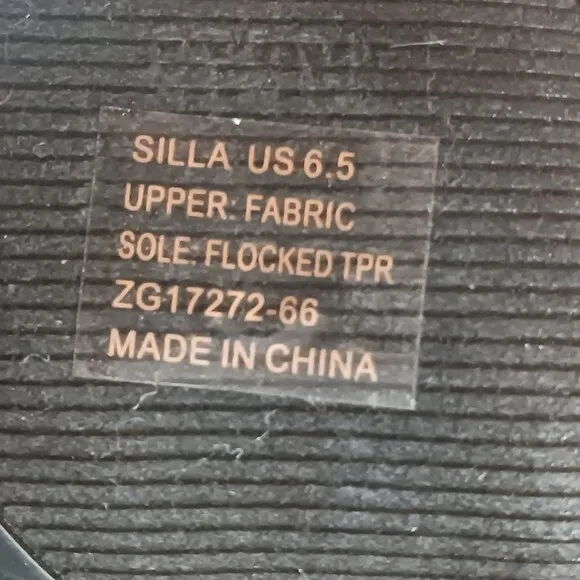 SILLA US 6.5
UPPER: FABRIC
SOLE: FLOCKED TPR
ZG17272-66
MADE IN CHINA